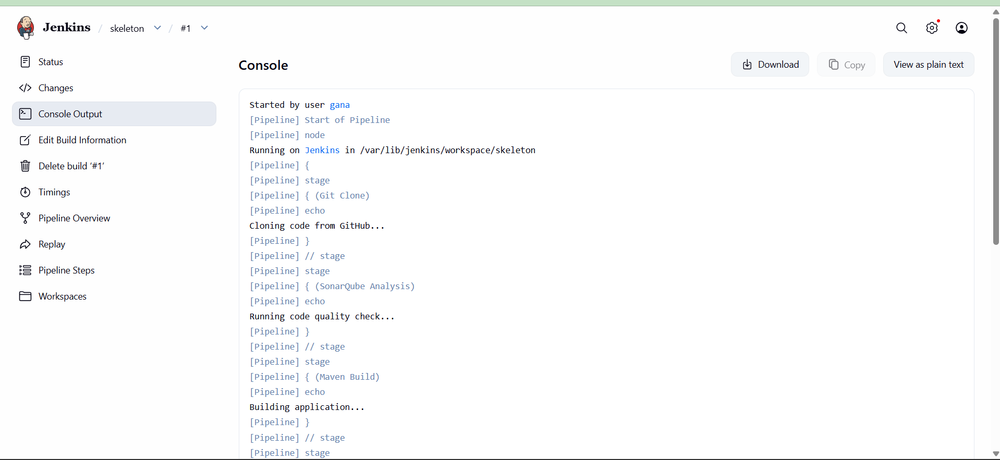 Jenkins / skeleton / #1
Status
Changes
Console Output
Edit Build Information
Delete build ‘#1’
Timings
Pipeline Overview
Replay
Pipeline Steps
Workspaces
Console
Download
Copy
View as plain text
Started by user gana
[Pipeline] Start of Pipeline
[Pipeline] node
Running on Jenkins in /var/lib/jenkins/workspace/skeleton
[Pipeline] {
[Pipeline] stage
[Pipeline] { (Git Clone)
[Pipeline] echo
Cloning code from GitHub...
[Pipeline] }
[Pipeline] // stage
[Pipeline] stage
[Pipeline] { (SonarQube Analysis)
[Pipeline] echo
Running code quality check...
[Pipeline] }
[Pipeline] // stage
[Pipeline] stage
[Pipeline] { (Maven Build)
[Pipeline] echo
Building application...
[Pipeline] }
[Pipeline] // stage
[Pipeline] stage